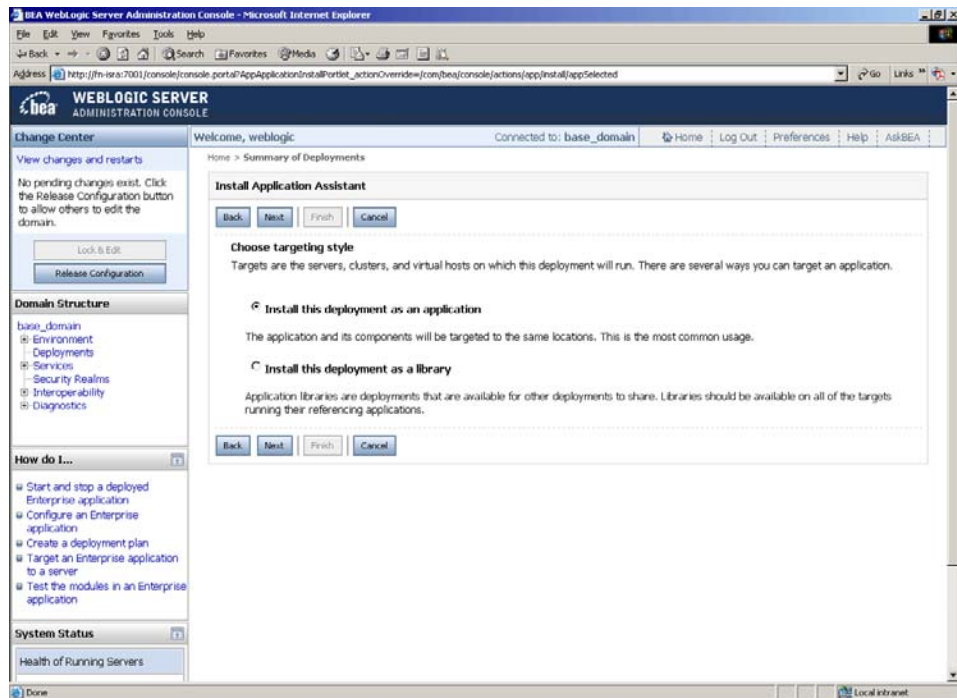 BEA WebLogic Server Administration Console - Microsoft Internet Explorer
File Edit View Favorites Tools Help
Back Search Favorites Media
Address http://fn-isra:7001/console/console.portal?AppApplicationInstallPortlet_actionOverride=/com/bea/console/actions/app/install/appSelected Go Links
bea WEBLOGIC SERVER
ADMINISTRATION CONSOLE
Change Center
View changes and restarts
No pending changes exist. Click
the Release Configuration button
to allow others to edit the
domain.
Lock & Edit
Release Configuration
Domain Structure
base_domain
Environment
Deployments
Services
Security Realms
Interoperability
Diagnostics
How do I...
Start and stop a deployed
Enterprise application
Configure an Enterprise
application
Create a deployment plan
Target an Enterprise application
to a server
Test the modules in an Enterprise
application
System Status
Health of Running Servers
Welcome, weblogic Connected to: base_domain Home Log Out Preferences Help AskBEA
Home > Summary of Deployments
Install Application Assistant
Back Next Finish Cancel
Choose targeting style
Targets are the servers, clusters, and virtual hosts on which this deployment will run. There are several ways you can target an application.
Install this deployment as an application
The application and its components will be targeted to the same locations. This is the most common usage.
Install this deployment as a library
Application libraries are deployments that are available for other deployments to share. Libraries should be available on all of the targets
running their referencing applications.
Back Next Finish Cancel
Done Local intranet